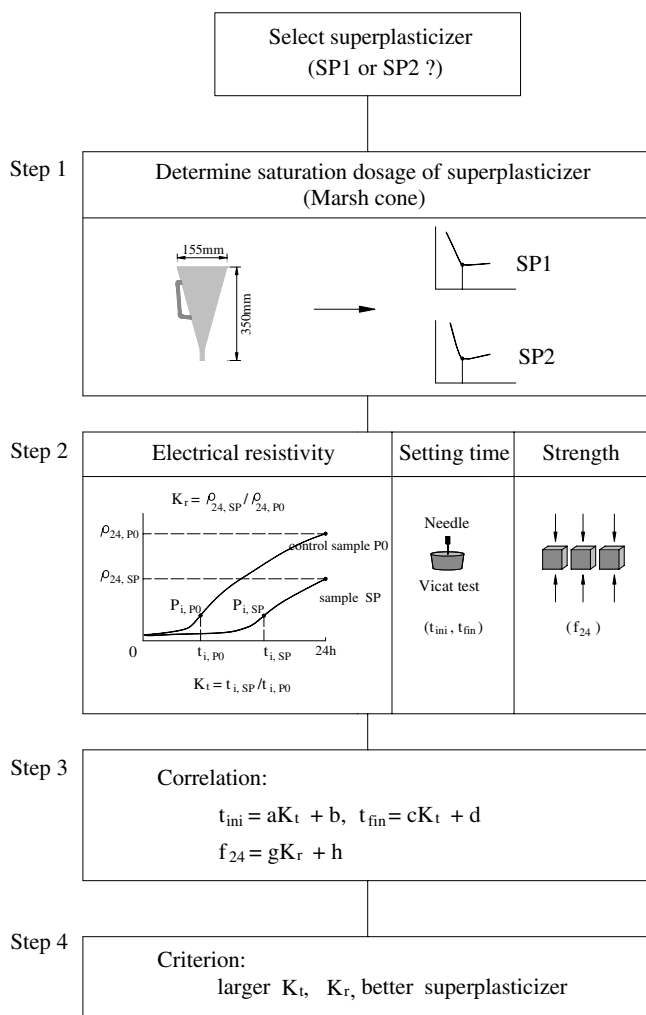 Select superplasticizer
(SP1 or SP2 ?)
Step 1
Determine saturation dosage of superplasticizer
(Marsh cone)
155mm
350mm
SP1
SP2
Step 2
Electrical resistivity
Setting time
Strength
K_r = ρ_24, SP / ρ_24, P0
ρ_24, P0
control sample P0
ρ_24, SP
sample SP
P_i, P0
P_i, SP
0
t_i, P0
t_i, SP
24h
K_t = t_i, SP / t_i, P0
Needle
Vicat test
(t_ini, t_fin)
(f_24)
Step 3
Correlation:
t_ini = aK_t + b, t_fin = cK_t + d
f_24 = gK_r + h
Step 4
Criterion:
larger K_t, K_r, better superplasticizer